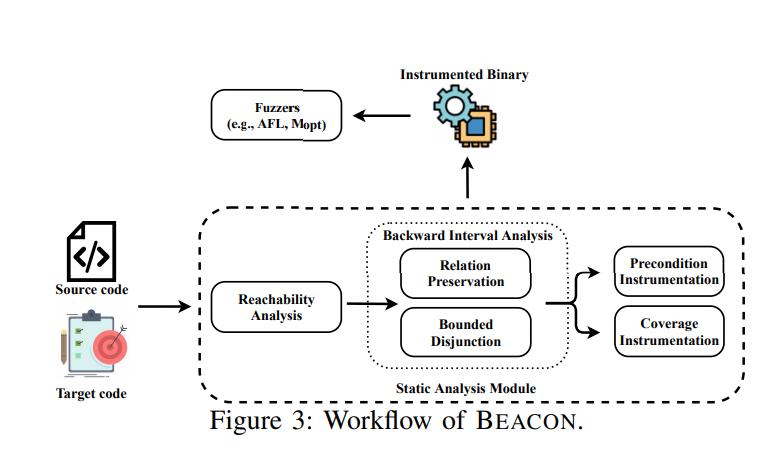 Instrumented Binary
Fuzzers
(e.g., AFL, Mopt)
Source code
Target code
Reachability
Analysis
Backward Interval Analysis
Relation
Preservation
Bounded
Disjunction
Precondition
Instrumentation
Coverage
Instrumentation
Static Analysis Module
Figure 3: Workflow of BEACON.